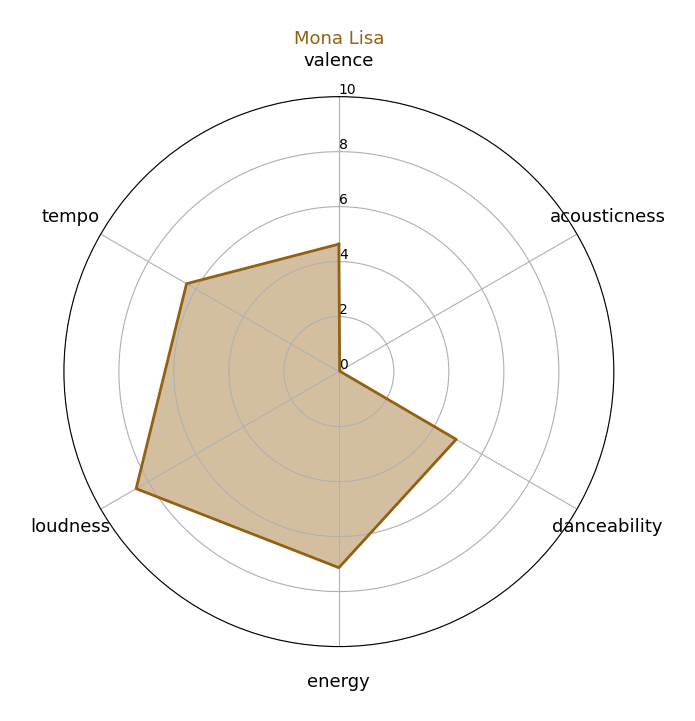 Mona Lisa
valence
10
8
6
4
2
0
tempo
acousticness
loudness
danceability
energy